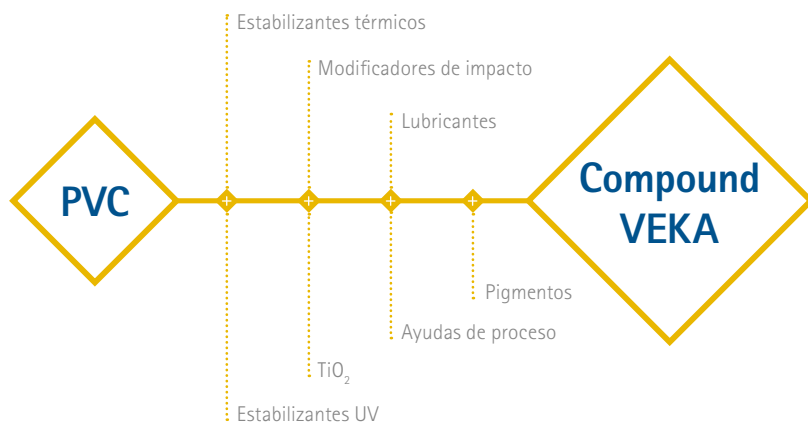 Estabilizantes térmicos
Modificadores de impacto
Lubricantes
PVC
Compound
VEKA
Pigmentos
Ayudas de proceso
TiO₂
Estabilizantes UV